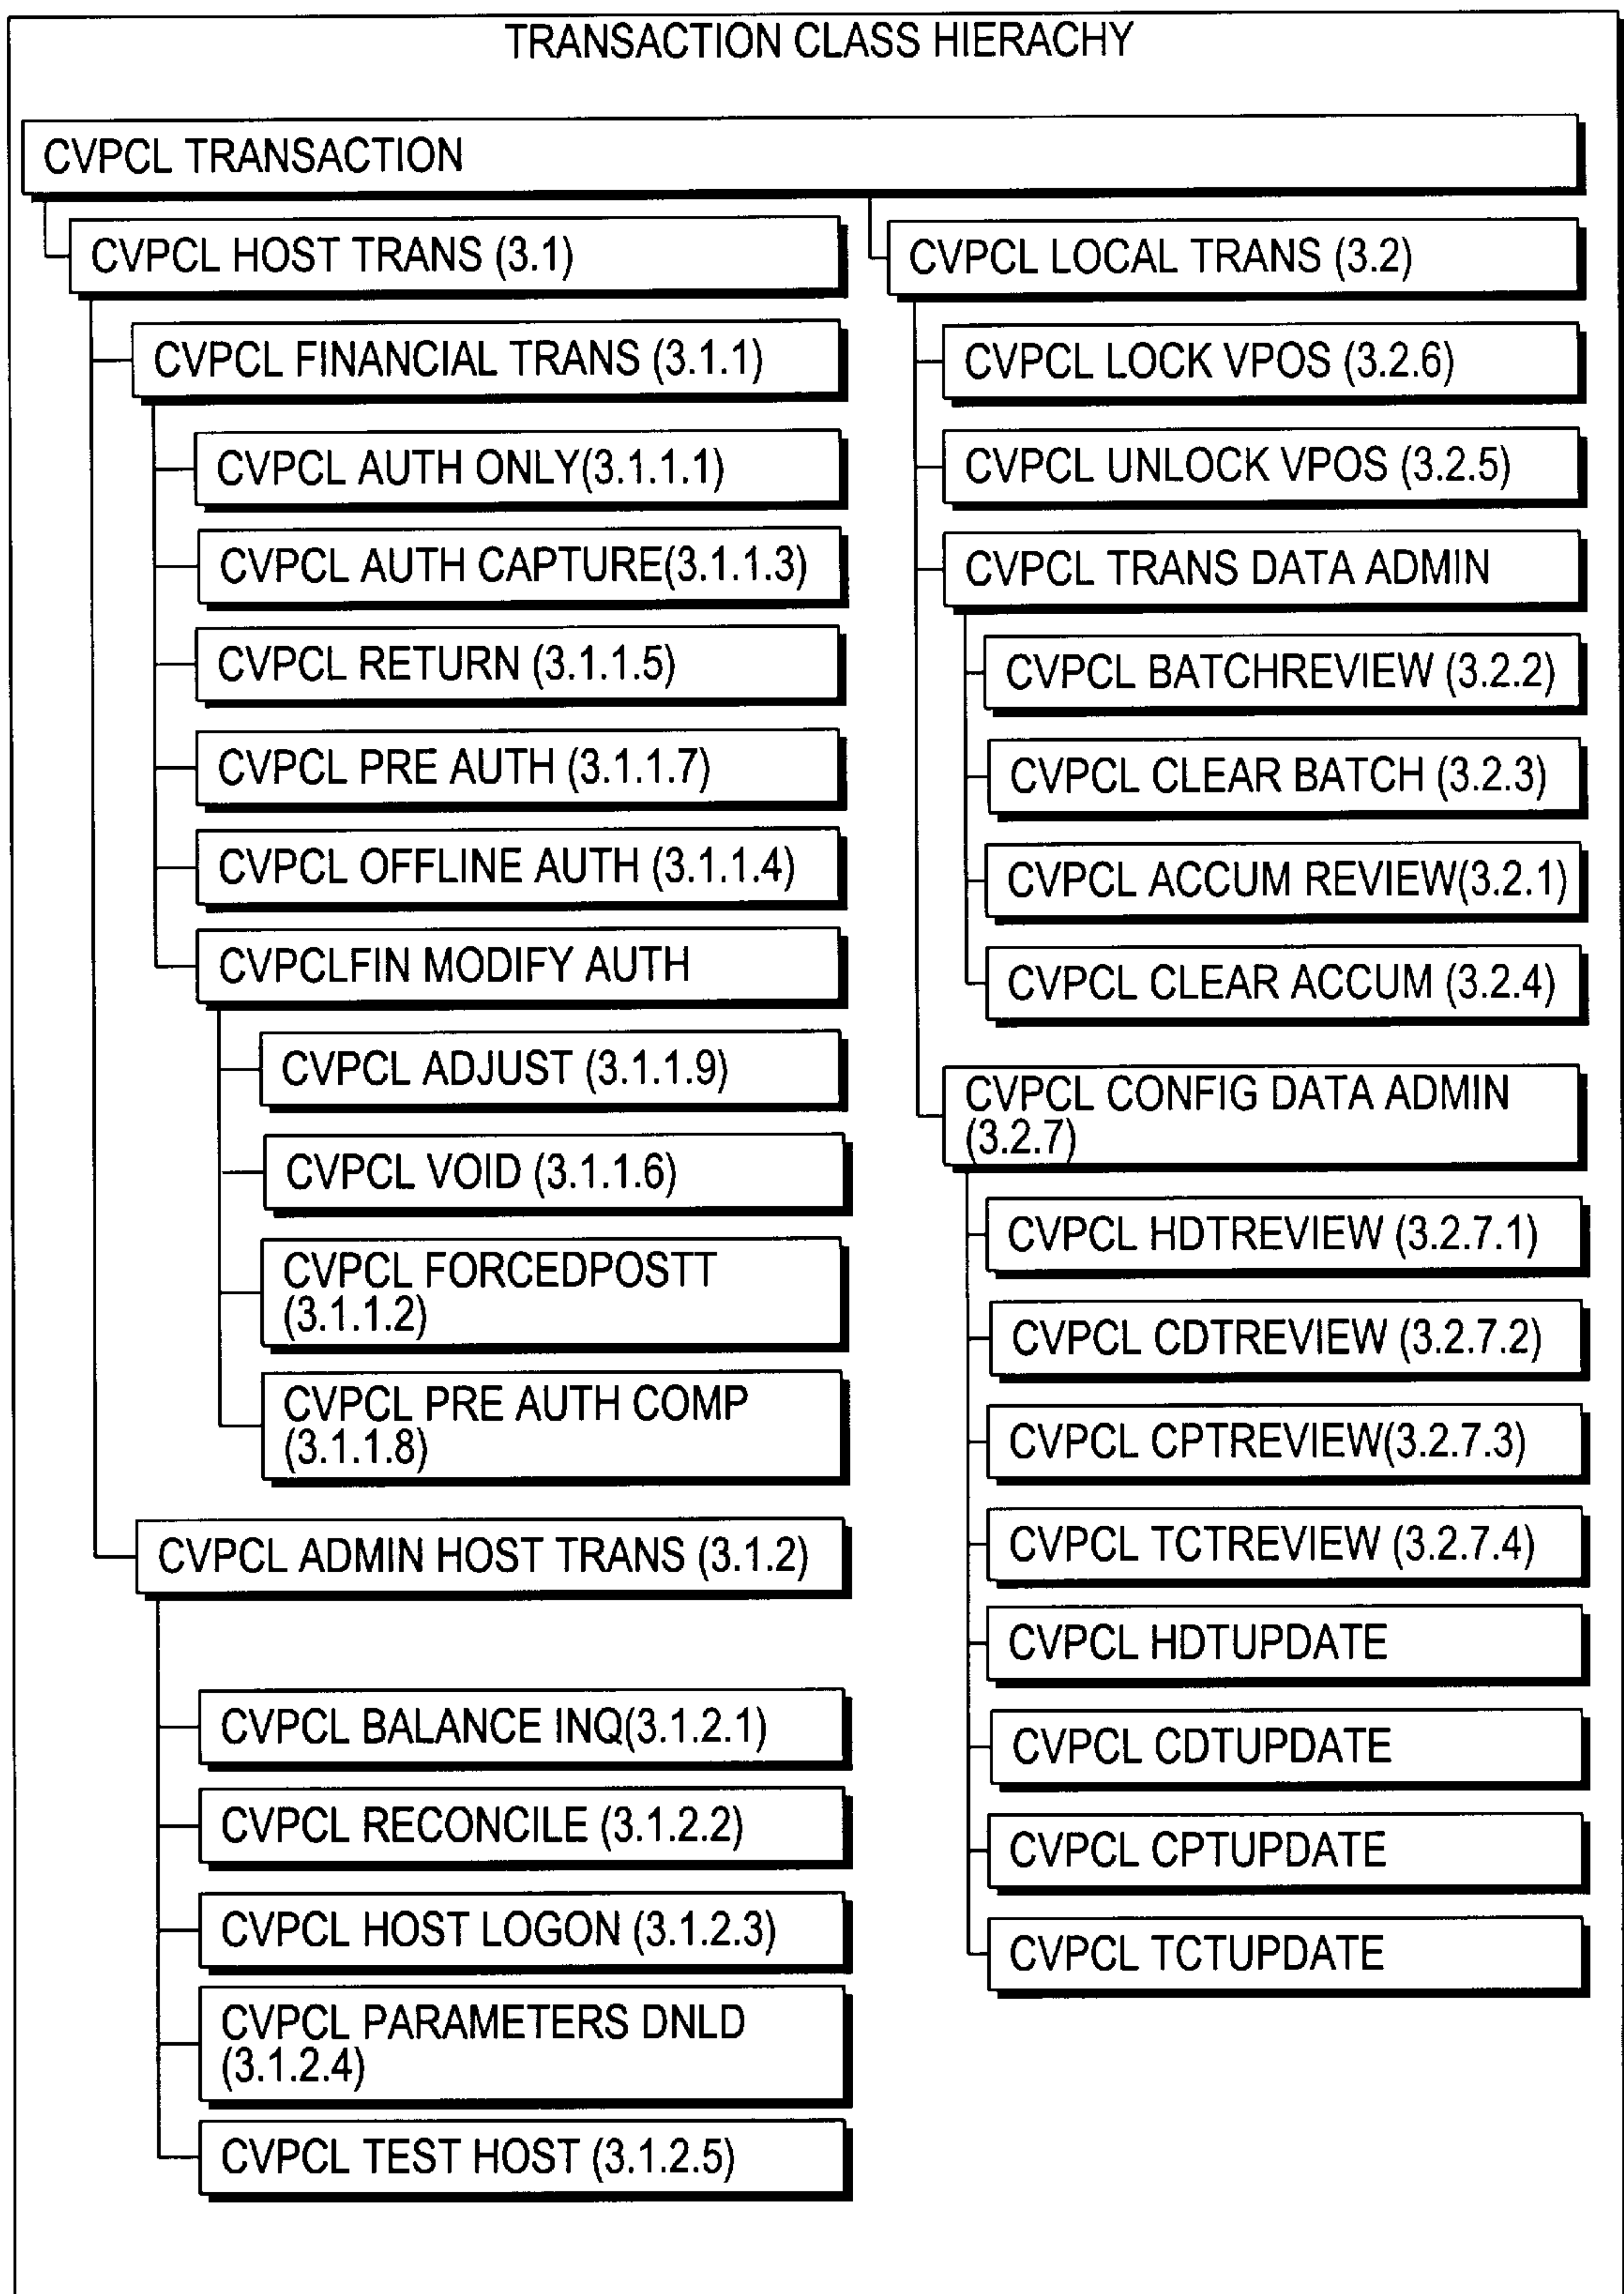 TRANSACTION CLASS HIERACHY
CVPCL TRANSACTION
CVPCL HOST TRANS (3.1)
CVPCL FINANCIAL TRANS (3.1.1)
CVPCL AUTH ONLY(3.1.1.1)
CVPCL AUTH CAPTURE(3.1.1.3)
CVPCL RETURN (3.1.1.5)
CVPCL PRE AUTH (3.1.1.7)
CVPCL OFFLINE AUTH (3.1.1.4)
CVPCLFIN MODIFY AUTH
CVPCL ADJUST (3.1.1.9)
CVPCL VOID (3.1.1.6)
CVPCL FORCEDPOSTT
(3.1.1.2)
CVPCL PRE AUTH COMP
(3.1.1.8)
CVPCL ADMIN HOST TRANS (3.1.2)
CVPCL BALANCE INQ(3.1.2.1)
CVPCL RECONCILE (3.1.2.2)
CVPCL HOST LOGON (3.1.2.3)
CVPCL PARAMETERS DNLD
(3.1.2.4)
CVPCL TEST HOST (3.1.2.5)
CVPCL LOCAL TRANS (3.2)
CVPCL LOCK VPOS (3.2.6)
CVPCL UNLOCK VPOS (3.2.5)
CVPCL TRANS DATA ADMIN
CVPCL BATCHREVIEW (3.2.2)
CVPCL CLEAR BATCH (3.2.3)
CVPCL ACCUM REVIEW(3.2.1)
CVPCL CLEAR ACCUM (3.2.4)
CVPCL CONFIG DATA ADMIN
(3.2.7)
CVPCL HDTREVIEW (3.2.7.1)
CVPCL CDTREVIEW (3.2.7.2)
CVPCL CPTREVIEW(3.2.7.3)
CVPCL TCTREVIEW (3.2.7.4)
CVPCL HDTUPDATE
CVPCL CDTUPDATE
CVPCL CPTUPDATE
CVPCL TCTUPDATE